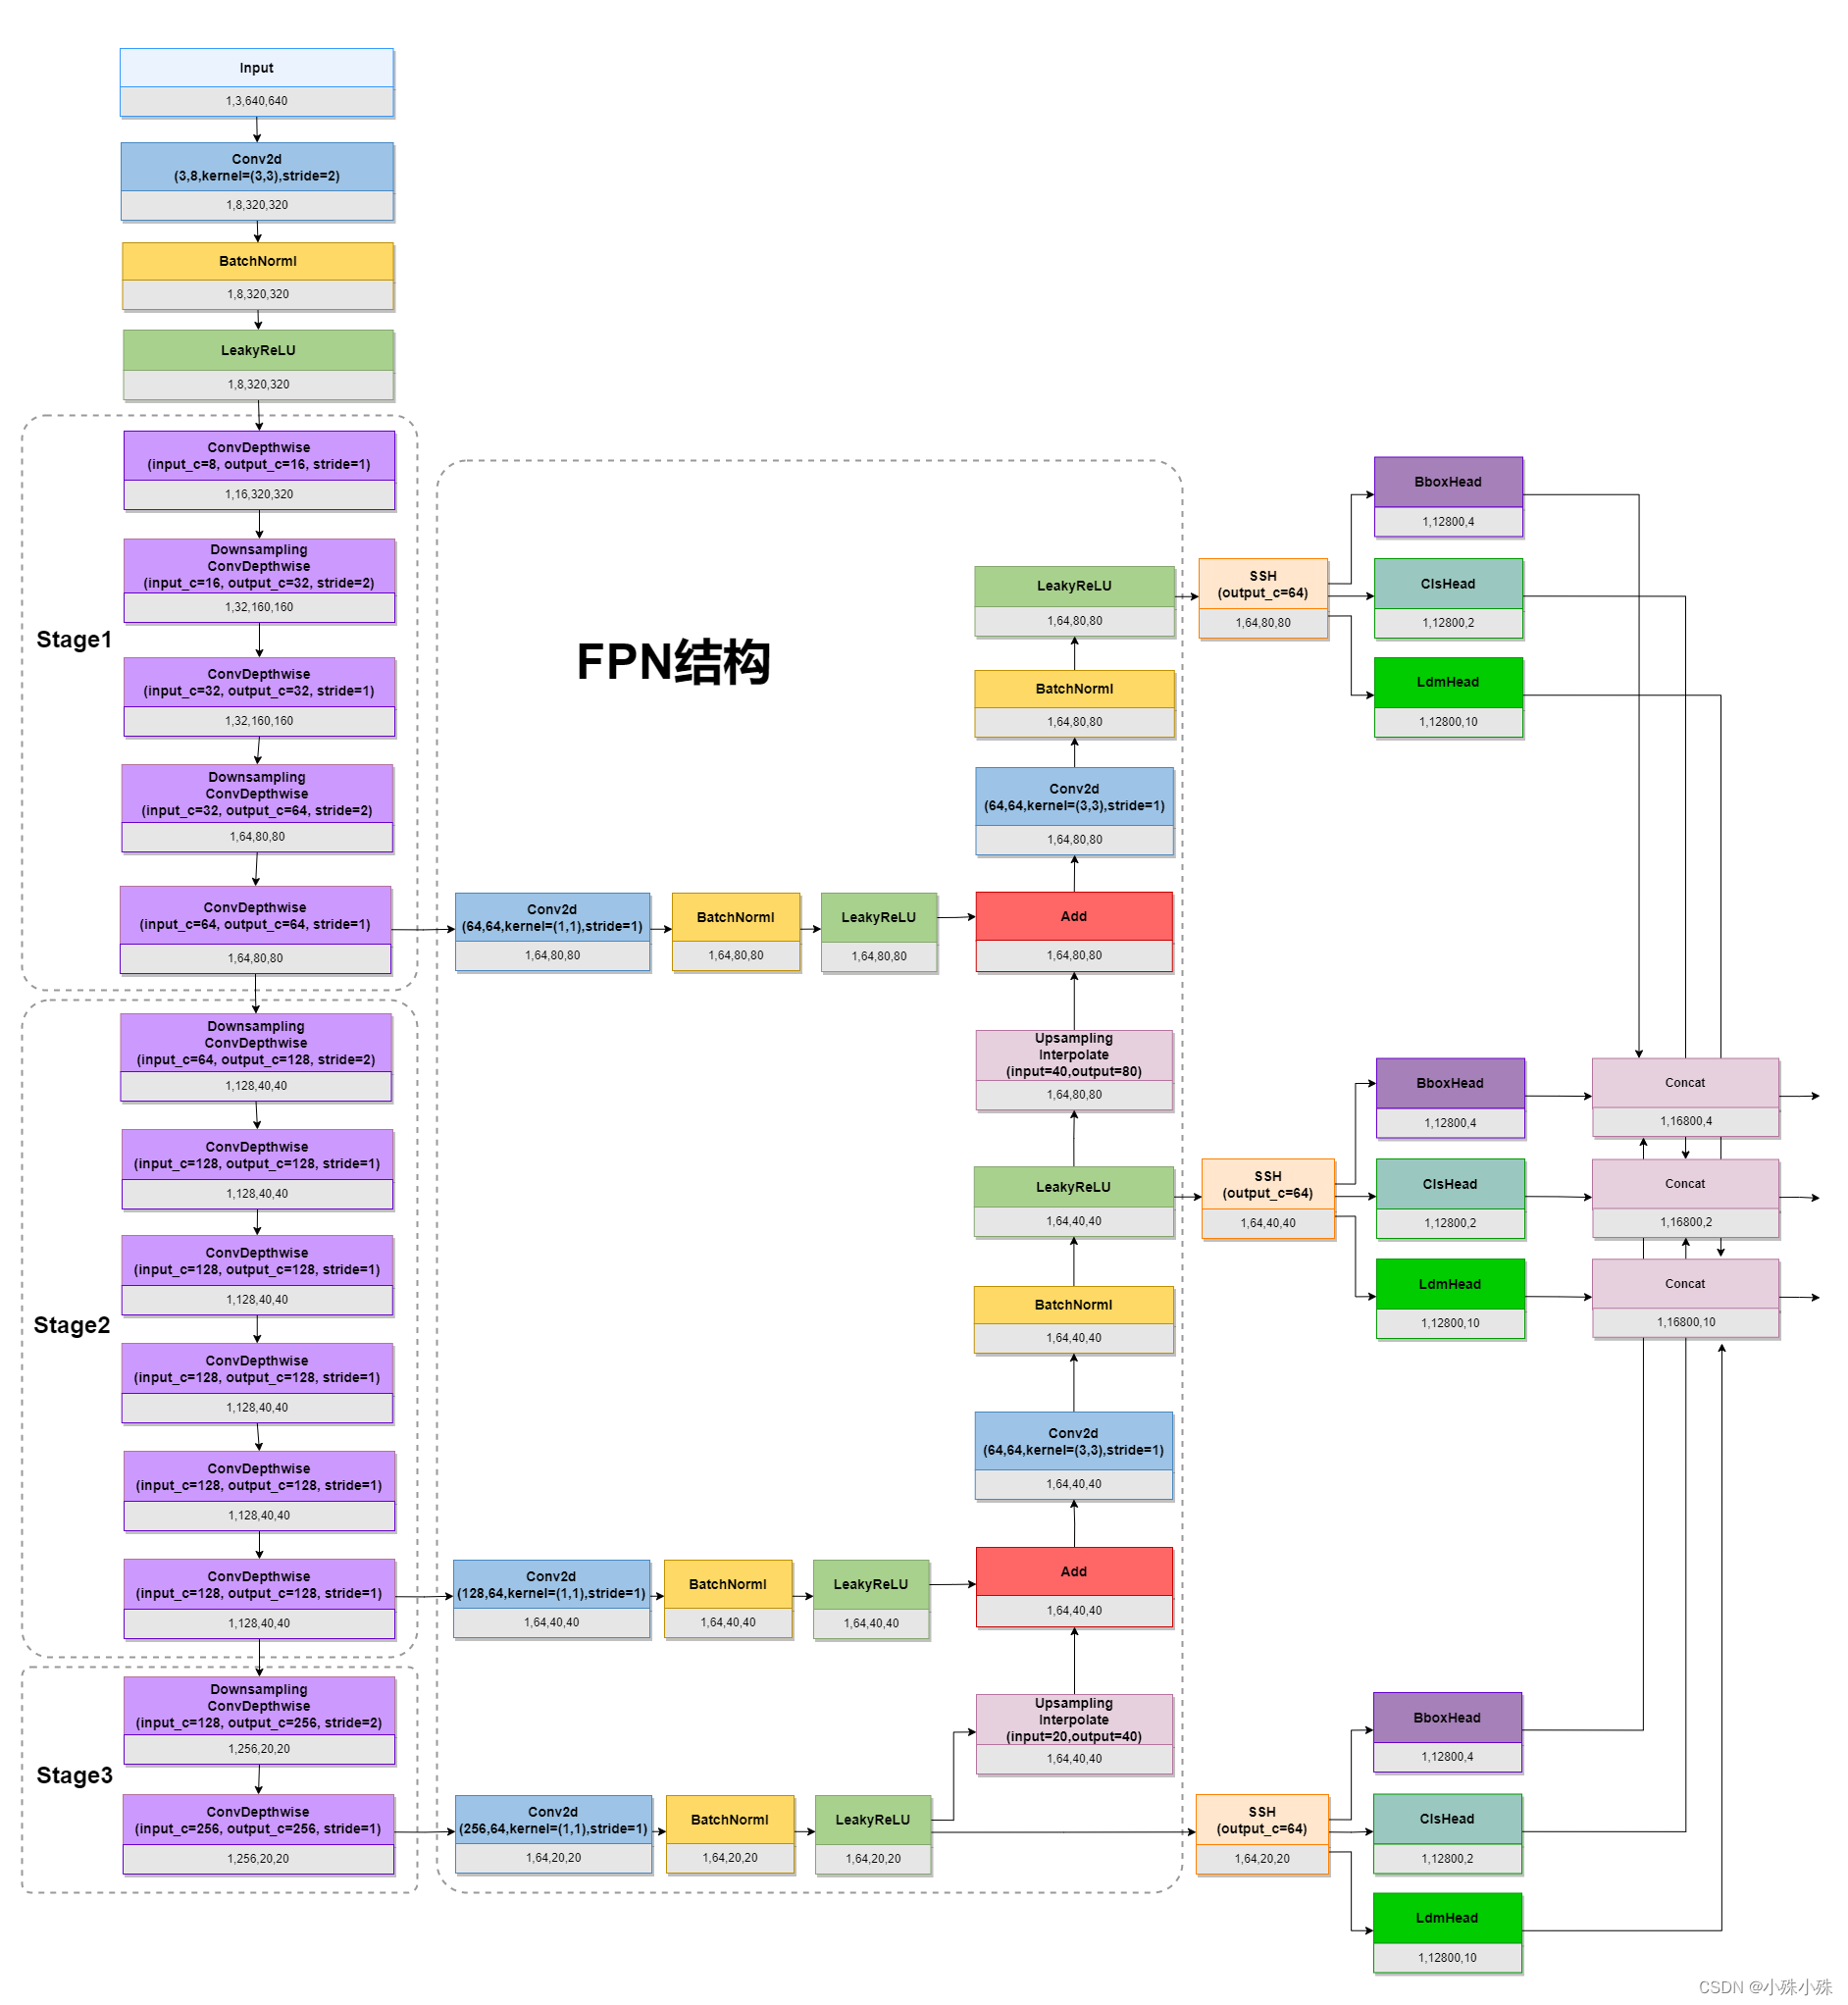 Input
1,3,640,640
Conv2d
(3,8,kernel=(3,3),stride=2)
1,8,320,320
BatchNorml
1,8,320,320
LeakyReLU
1,8,320,320
Stage1
ConvDepthwise
(input_c=8, output_c=16, stride=1)
1,16,320,320
Downsampling
ConvDepthwise
(input_c=16, output_c=32, stride=2)
1,32,160,160
ConvDepthwise
(input_c=32, output_c=32, stride=1)
1,32,160,160
Downsampling
ConvDepthwise
(input_c=32, output_c=64, stride=2)
1,64,80,80
ConvDepthwise
(input_c=64, output_c=64, stride=1)
1,64,80,80
Stage2
Downsampling
ConvDepthwise
(input_c=64, output_c=128, stride=2)
1,128,40,40
ConvDepthwise
(input_c=128, output_c=128, stride=1)
1,128,40,40
ConvDepthwise
(input_c=128, output_c=128, stride=1)
1,128,40,40
ConvDepthwise
(input_c=128, output_c=128, stride=1)
1,128,40,40
ConvDepthwise
(input_c=128, output_c=128, stride=1)
1,128,40,40
ConvDepthwise
(input_c=128, output_c=128, stride=1)
1,128,40,40
Stage3
Downsampling
ConvDepthwise
(input_c=128, output_c=256, stride=2)
1,256,20,20
ConvDepthwise
(input_c=256, output_c=256, stride=1)
1,256,20,20
FPN结构
LeakyReLU
1,64,80,80
BatchNorml
1,64,80,80
Conv2d
(64,64,kernel=(3,3),stride=1)
1,64,80,80
Conv2d
(64,64,kernel=(1,1),stride=1)
1,64,80,80
BatchNorml
1,64,80,80
LeakyReLU
1,64,80,80
Add
1,64,80,80
Upsampling
Interpolate
(input=40,output=80)
1,64,80,80
LeakyReLU
1,64,40,40
BatchNorml
1,64,40,40
Conv2d
(64,64,kernel=(3,3),stride=1)
1,64,40,40
Conv2d
(128,64,kernel=(1,1),stride=1)
1,64,40,40
BatchNorml
1,64,40,40
LeakyReLU
1,64,40,40
Add
1,64,40,40
Upsampling
Interpolate
(input=20,output=40)
1,64,40,40
Conv2d
(256,64,kernel=(1,1),stride=1)
1,64,20,20
BatchNorml
1,64,20,20
LeakyReLU
1,64,20,20
SSH
(output_c=64)
1,64,80,80
BboxHead
1,12800,4
ClsHead
1,12800,2
LdmHead
1,12800,10
SSH
(output_c=64)
1,64,40,40
BboxHead
1,12800,4
ClsHead
1,12800,2
LdmHead
1,12800,10
Concat
1,16800,4
Concat
1,16800,2
Concat
1,16800,10
SSH
(output_c=64)
1,64,20,20
BboxHead
1,12800,4
ClsHead
1,12800,2
LdmHead
1,12800,10
CSDN @小殊小殊